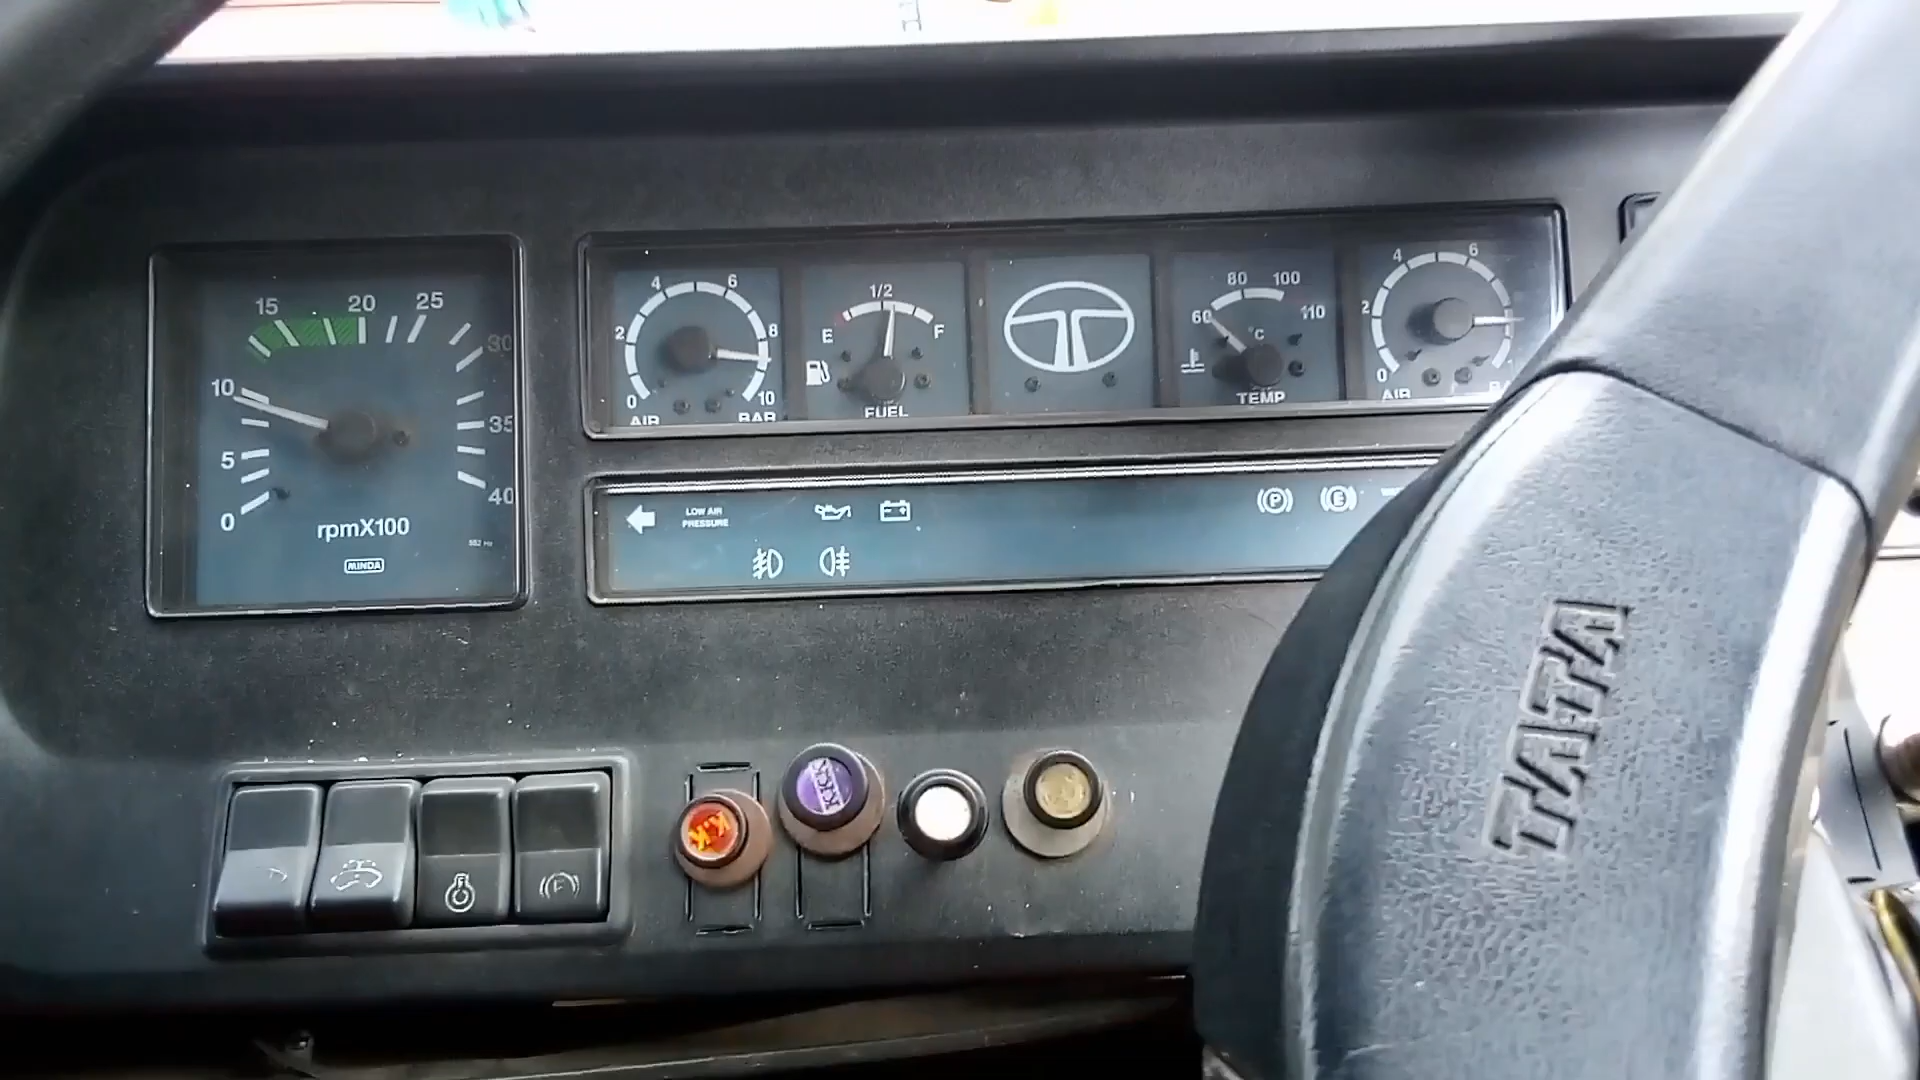 15 20 25
30
10
35
5
40
0
rpmX100
MINDA
4 6
2 8
0 10
AIR BAR
1/2
E F
FUEL
80 100
60 110
°C
TEMP
4 6
2
0
AIR
LOW AIR
PRESSURE
P
E
K.K
TATA